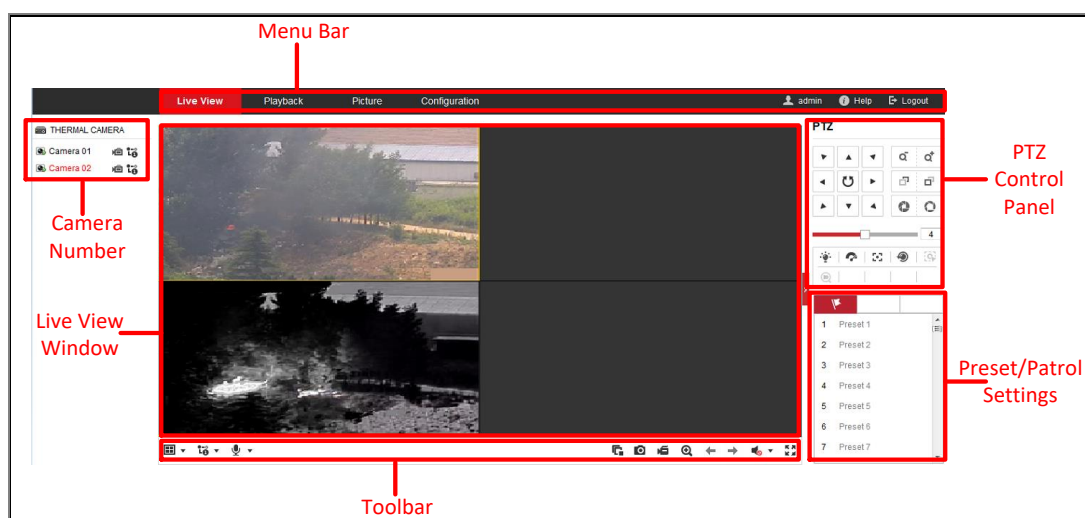 Menu Bar
Live View Playback Picture Configuration admin Help Logout
THERMAL CAMERA
Camera 01
Camera 02
Camera
Number
Live View
Window
PTZ
4
PTZ
Control
Panel
1 Preset 1
2 Preset 2
3 Preset 3
4 Preset 4
5 Preset 5
6 Preset 6
7 Preset 7
Preset/Patrol
Settings
Toolbar